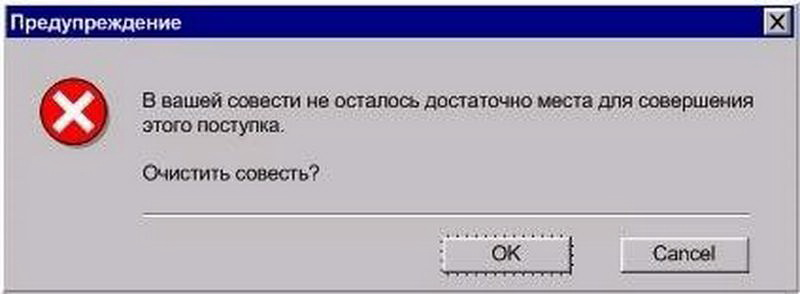 Предупреждение
В вашей совести не осталось достаточно места для совершения
этого поступка.
Очистить совесть?
OK
Cancel